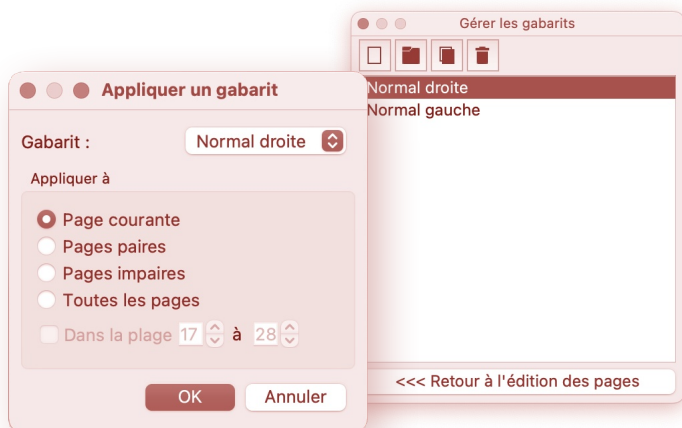 Gérer les gabarits
Normal droite
Normal gauche
<<< Retour à l'édition des pages
Appliquer un gabarit
Gabarit : Normal droite
Appliquer à
Page courante
Pages paires
Pages impaires
Toutes les pages
Dans la plage 17 à 28
OK Annuler